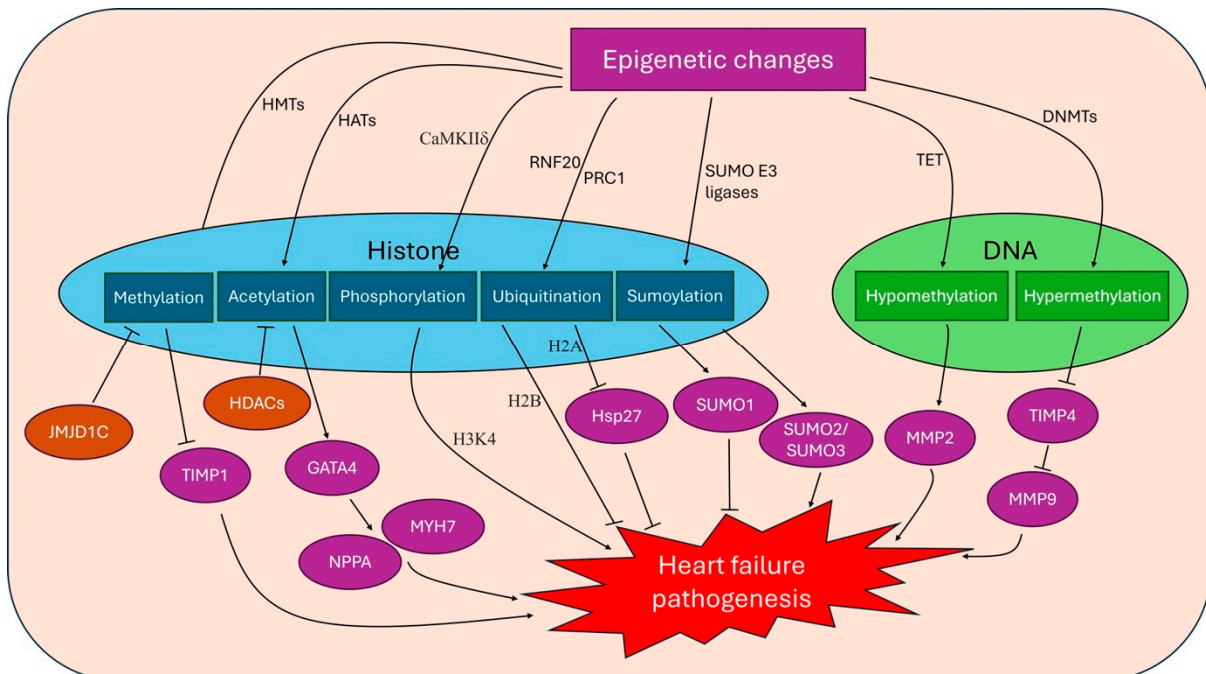 Epigenetic changes
HMTs
HATs
CaMKIIδ
RNF20
PRC1
SUMO E3
ligases
TET
DNMTs
Histone
DNA
Methylation
Acetylation
Phosphorylation
Ubiquitination
Sumoylation
Hypomethylation
Hypermethylation
H2A
H2B
H3K4
JMJD1C
HDACs
TIMP1
GATA4
Hsp27
SUMO1
SUMO2/
SUMO3
MMP2
TIMP4
MYH7
NPPA
MMP9
Heart failure
pathogenesis